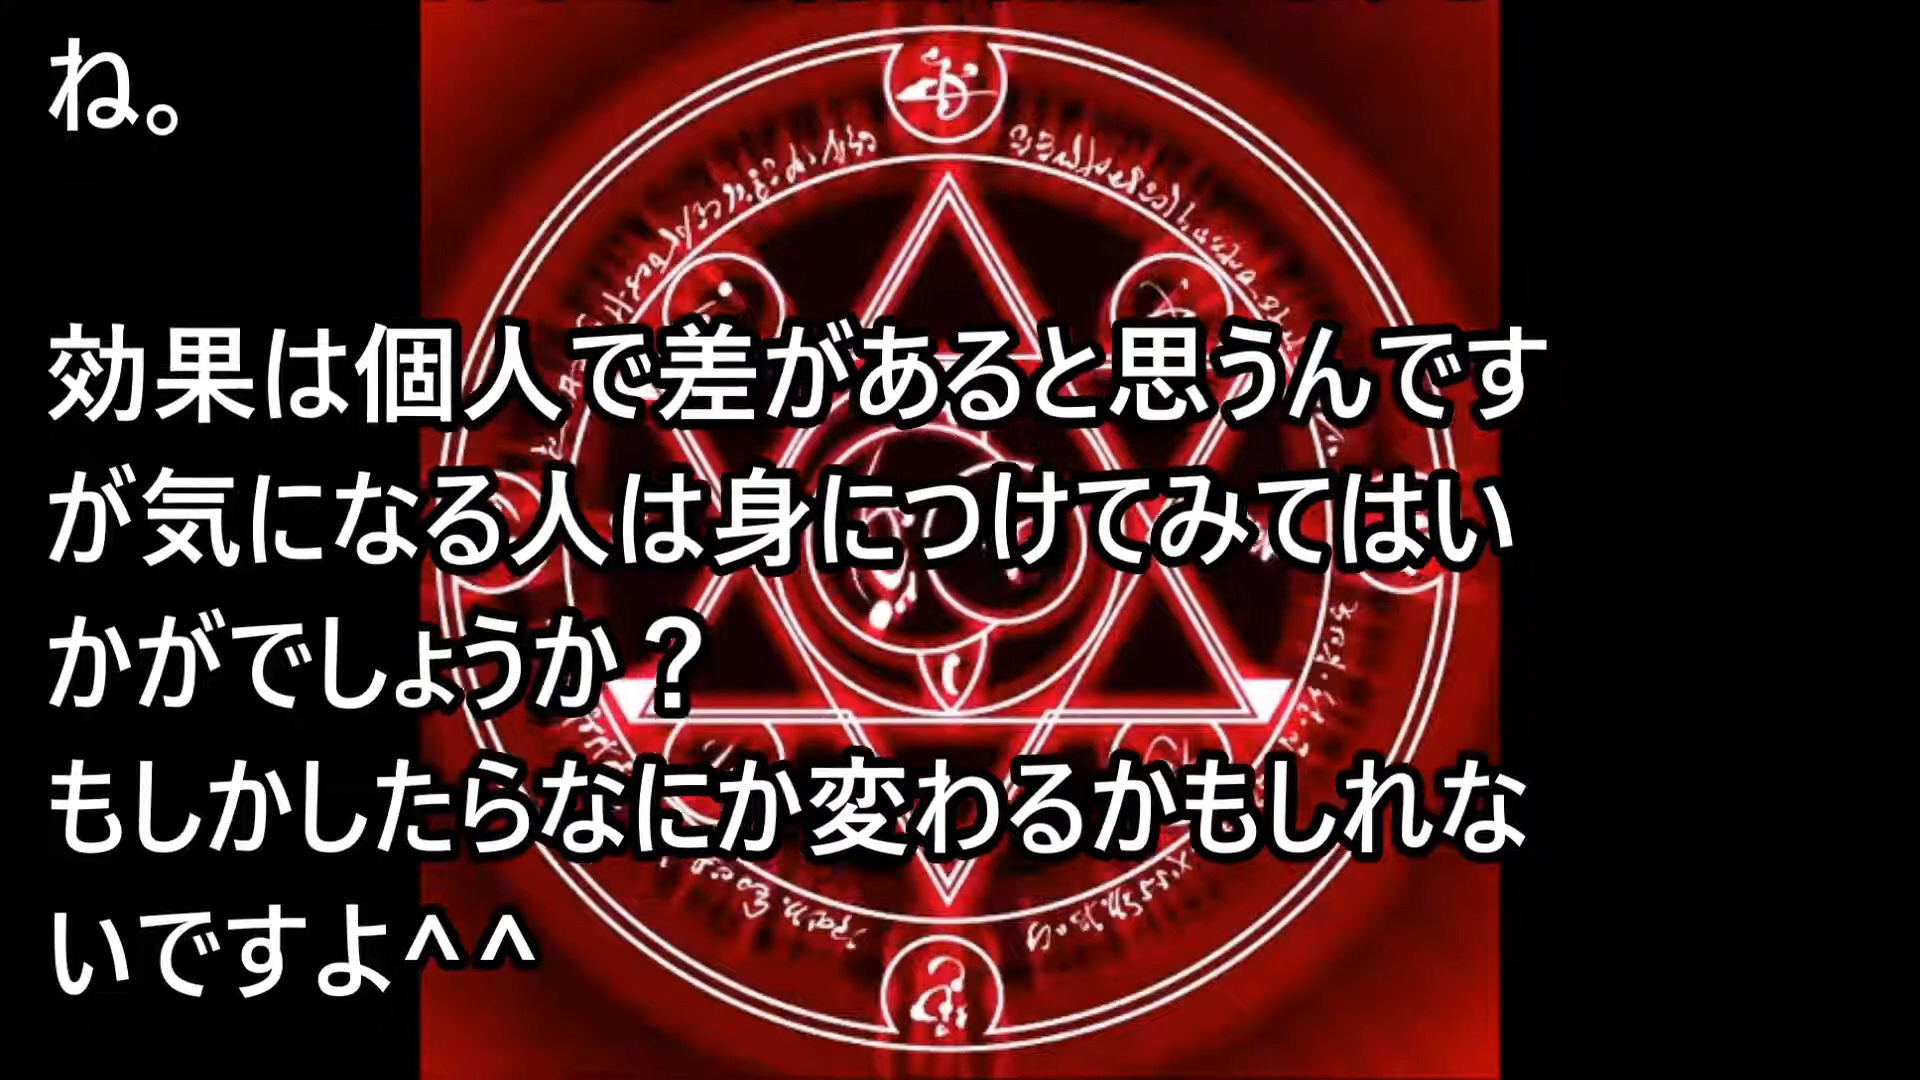 ね。
効果は個人で差があると思うんです
が気になる人は身につけてみてはい
かがでしょうか？
もしかしたらなにか変わるかもしれな
いですよ^^